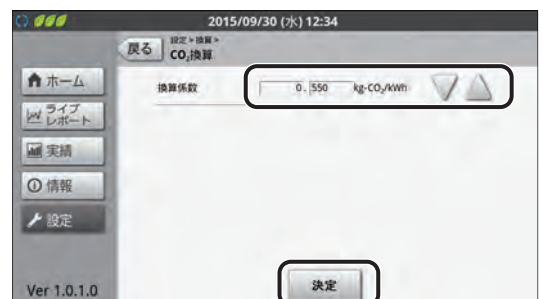 2015/09/30 (水) 12:34
戻る
設定 > 換算 >
CO₂換算
ホーム
ライブ
レポート
実績
情報
設定
換算係数 0. 550 kg-CO₂/kWh
決定
Ver 1.0.1.0